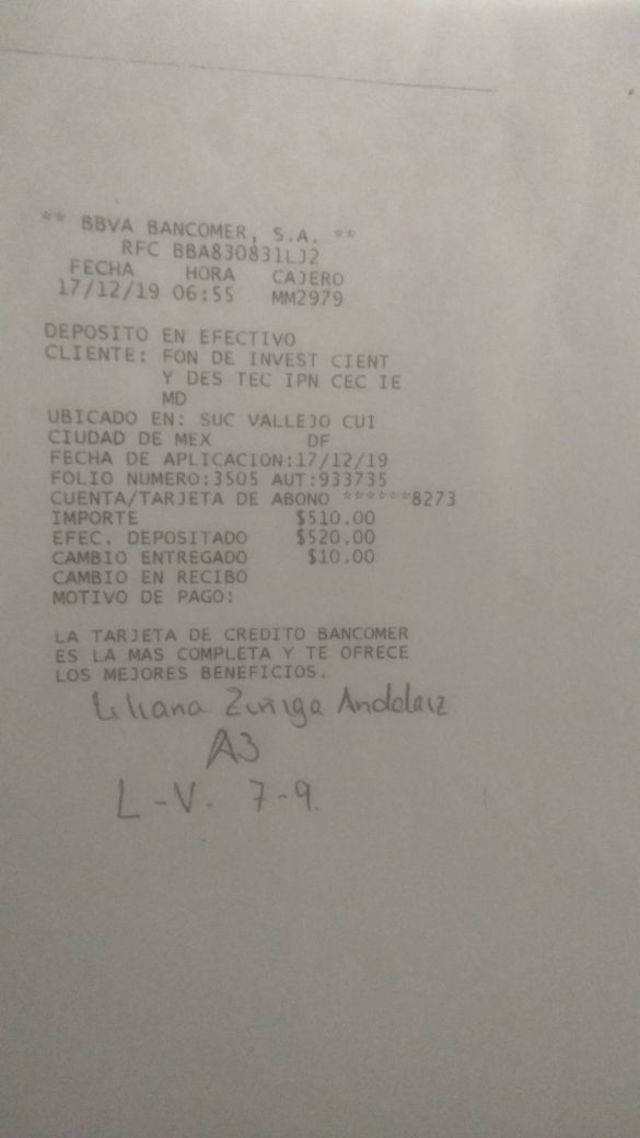 ** BBVA BANCOMER, S.A. **
RFC BBA830831LJ2
FECHA HORA CAJERO
17/12/19 06:55 MM2979
DEPOSITO EN EFECTIVO
CLIENTE: FON DE INVEST CIENT
Y DES TEC IPN CEC IE
MD
UBICADO EN: SUC VALLEJO CUI
CIUDAD DE MEX DF
FECHA DE APLICACION:17/12/19
FOLIO NUMERO:3505 AUT:933735
CUENTA/TARJETA DE ABONO ******8273
IMPORTE $510.00
EFEC. DEPOSITADO $520.00
CAMBIO ENTREGADO $10.00
CAMBIO EN RECIBO
MOTIVO DE PAGO:
LA TARJETA DE CREDITO BANCOMER
ES LA MAS COMPLETA Y TE OFRECE
LOS MEJORES BENEFICIOS.
Liliana Zuñiga
A3
L-V. 7-9.